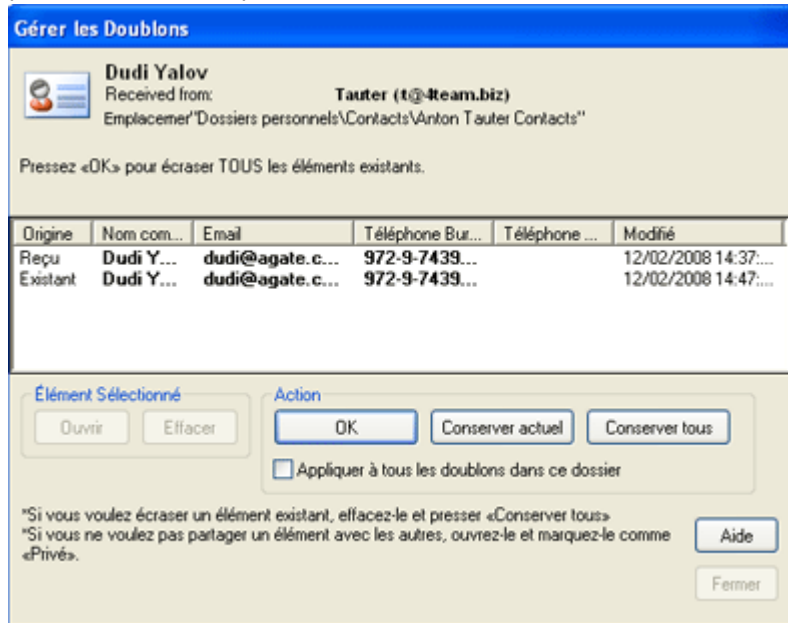 Gérer les Doublons
Dudi Yalov
Received from: Tauter (t@4team.biz)
Emplacemer"Dossiers personnels\Contacts\Anton Tauter Contacts"
Pressez «OK» pour écraser TOUS les éléments existants.
Origine Nom com... Email Téléphone Bur... Téléphone ... Modifié
Reçu Dudi Y... dudi@agate.c... 972-9-7439... 12/02/2008 14:37:...
Existant Dudi Y... dudi@agate.c... 972-9-7439... 12/02/2008 14:47:...
Élément Sélectionné Action
Ouvrir Effacer OK Conserver actuel Conserver tous
Appliquer à tous les doublons dans ce dossier
*Si vous voulez écraser un élément existant, effacez-le et presser «Conserver tous»
*Si vous ne voulez pas partager un élément avec les autres, ouvrez-le et marquez-le comme
«Privé».
Aide
Fermer